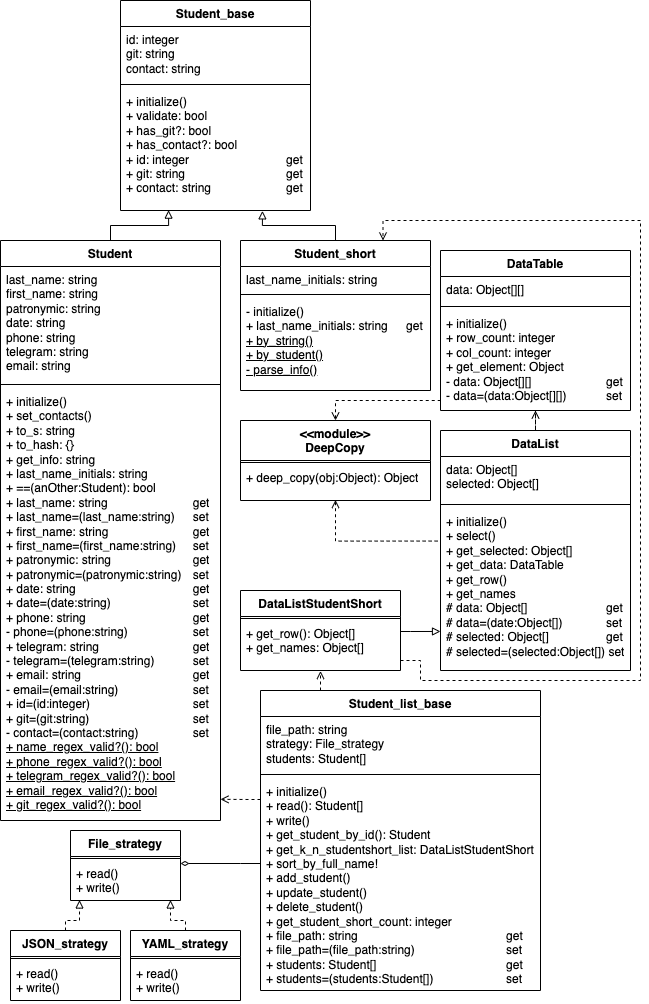 Student_base
id: integer
git: string
contact: string
+ initialize()
+ validate: bool
+ has_git?: bool
+ has_contact?: bool
+ id: integer get
+ git: string get
+ contact: string get
Student
last_name: string
first_name: string
patronymic: string
date: string
phone: string
telegram: string
email: string
+ initialize()
+ set_contacts()
+ to_s: string
+ to_hash: {}
+ get_info: string
+ last_name_initials: string
+ ==(anOther:Student): bool
+ last_name: string get
+ last_name=(last_name:string) set
+ first_name: string get
+ first_name=(first_name:string) set
+ patronymic: string get
+ patronymic=(patronymic:string) set
+ date: string get
+ date=(date:string) set
+ phone: string get
- phone=(phone:string) set
+ telegram: string get
- telegram=(telegram:string) set
+ email: string get
- email=(email:string) set
+ id=(id:integer) set
+ git=(git:string) set
- contact=(contact:string) set
+ name_regex_valid?(): bool
+ phone_regex_valid?(): bool
+ telegram_regex_valid?(): bool
+ email_regex_valid?(): bool
+ git_regex_valid?(): bool
Student_short
last_name_initials: string
- initialize()
+ last_name_initials: string get
+ by_string()
+ by_student()
- parse_info()
DataTable
data: Object[][]
+ initialize()
+ row_count: integer
+ col_count: integer
+ get_element: Object
- data: Object[][] get
- data=(data:Object[][]) set
<<module>>
DeepCopy
+ deep_copy(obj:Object): Object
DataList
data: Object[]
selected: Object[]
+ initialize()
+ select()
+ get_selected: Object[]
+ get_data: DataTable
+ get_row()
+ get_names
# data: Object[] get
# data=(date:Object[]) set
# selected: Object[] get
# selected=(selected:Object[]) set
DataListStudentShort
+ get_row(): Object[]
+ get_names: Object[]
Student_list_base
file_path: string
strategy: File_strategy
students: Student[]
+ initialize()
+ read(): Student[]
+ write()
+ get_student_by_id(): Student
+ get_k_n_studentshort_list: DataListStudentShort
+ sort_by_full_name!
+ add_student()
+ update_student()
+ delete_student()
+ get_student_short_count: integer
+ file_path: string get
+ file_path=(file_path:string) set
+ students: Student[] get
+ students=(students:Student[]) set
File_strategy
+ read()
+ write()
JSON_strategy
+ read()
+ write()
YAML_strategy
+ read()
+ write()